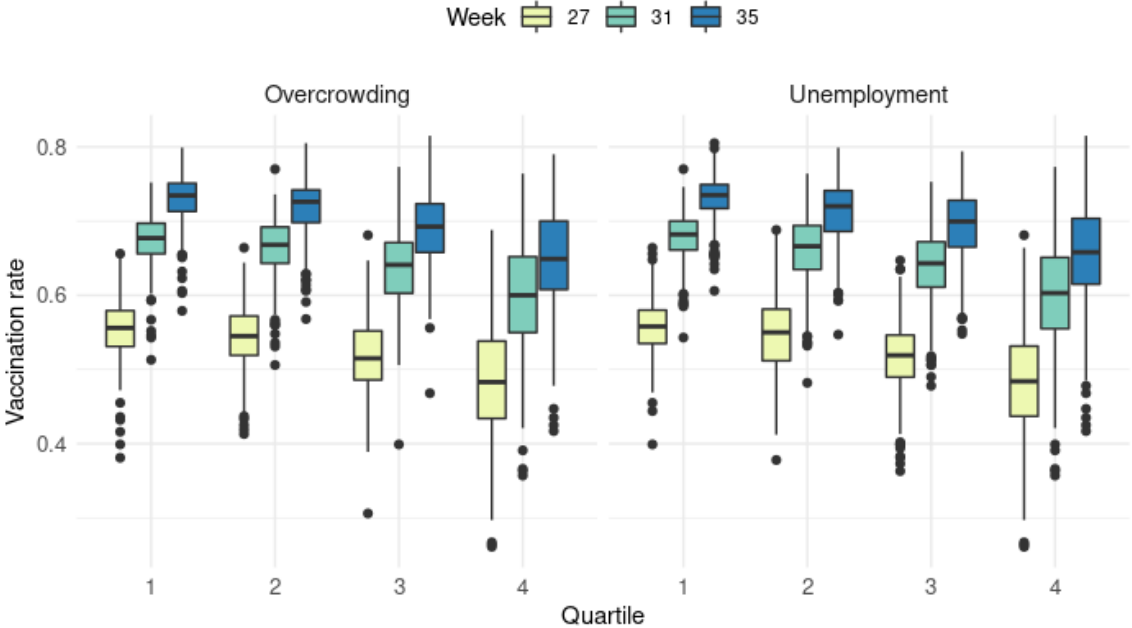 Week 27 31 35
Overcrowding Unemployment
Vaccination rate
0.8
0.6
0.4
1 2 3 4 1 2 3 4
Quartile